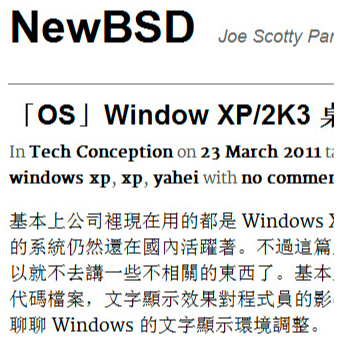 NewBSD Joe Scotty Par
「OS」Window XP/2K3 桌
In Tech Conception on 23 March 2011 ta
windows xp, xp, yahei with no commen
基本上公司裡現在用的都是 Windows X
的系統仍然還在國內活躍著。不過這篇
以就不去講一些不相關的東西了。基本
代碼檔案，文字顯示效果對程式員的影
聊聊 Windows 的文字顯示環境調整。